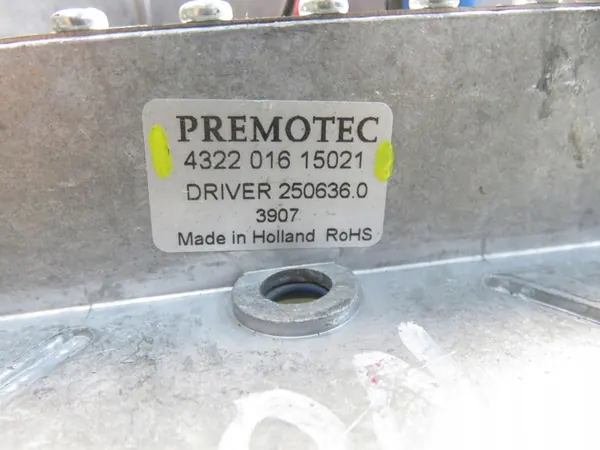 PREMOTEC
4322 016 15021
DRIVER 250636.0
3907
Made in Holland RoHS